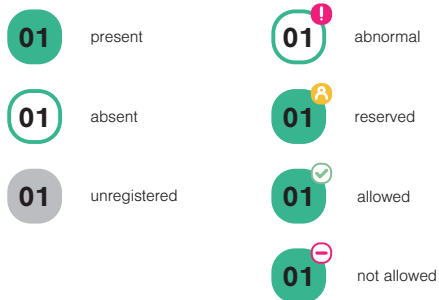 01 present
01 absent
01 unregistered
01 abnormal
01 reserved
01 allowed
01 not allowed